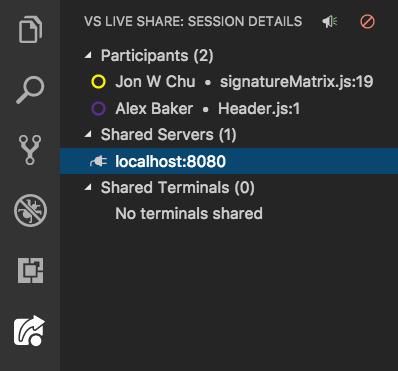 VS LIVE SHARE: SESSION DETAILS
Participants (2)
Jon W Chu • signatureMatrix.js:19
Alex Baker • Header.js:1
Shared Servers (1)
localhost:8080
Shared Terminals (0)
No terminals shared